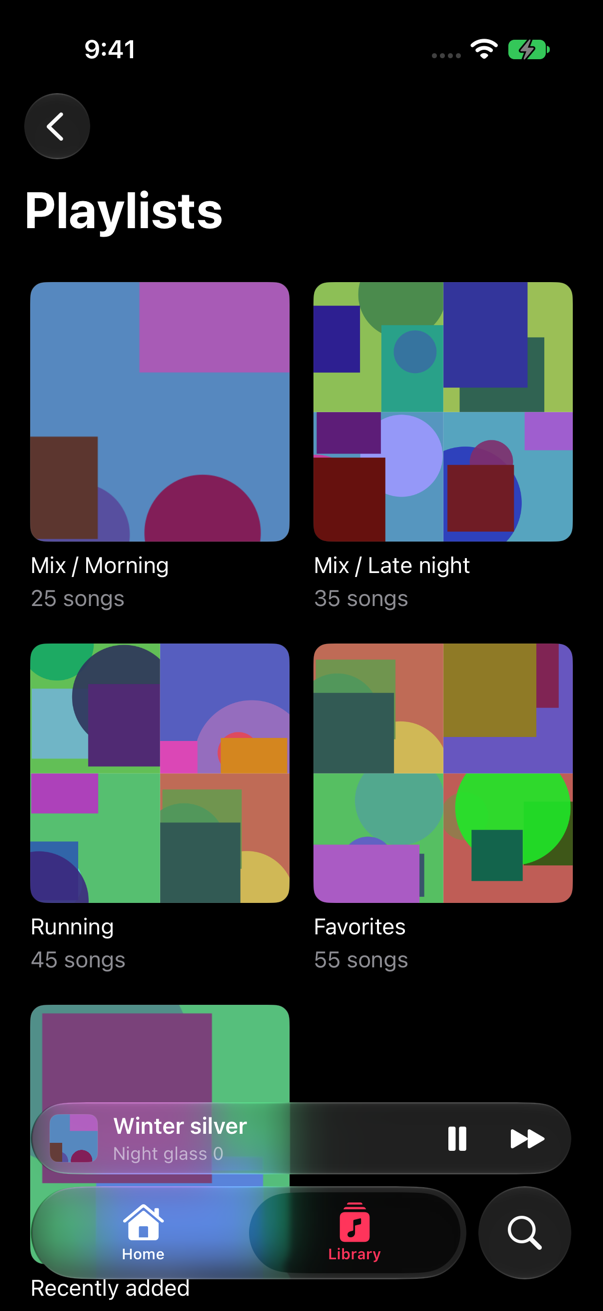 9:41
Playlists
Mix / Morning
25 songs
Mix / Late night
35 songs
Running
45 songs
Favorites
55 songs
Winter silver
Night glass 0
Home
Library
Recently added